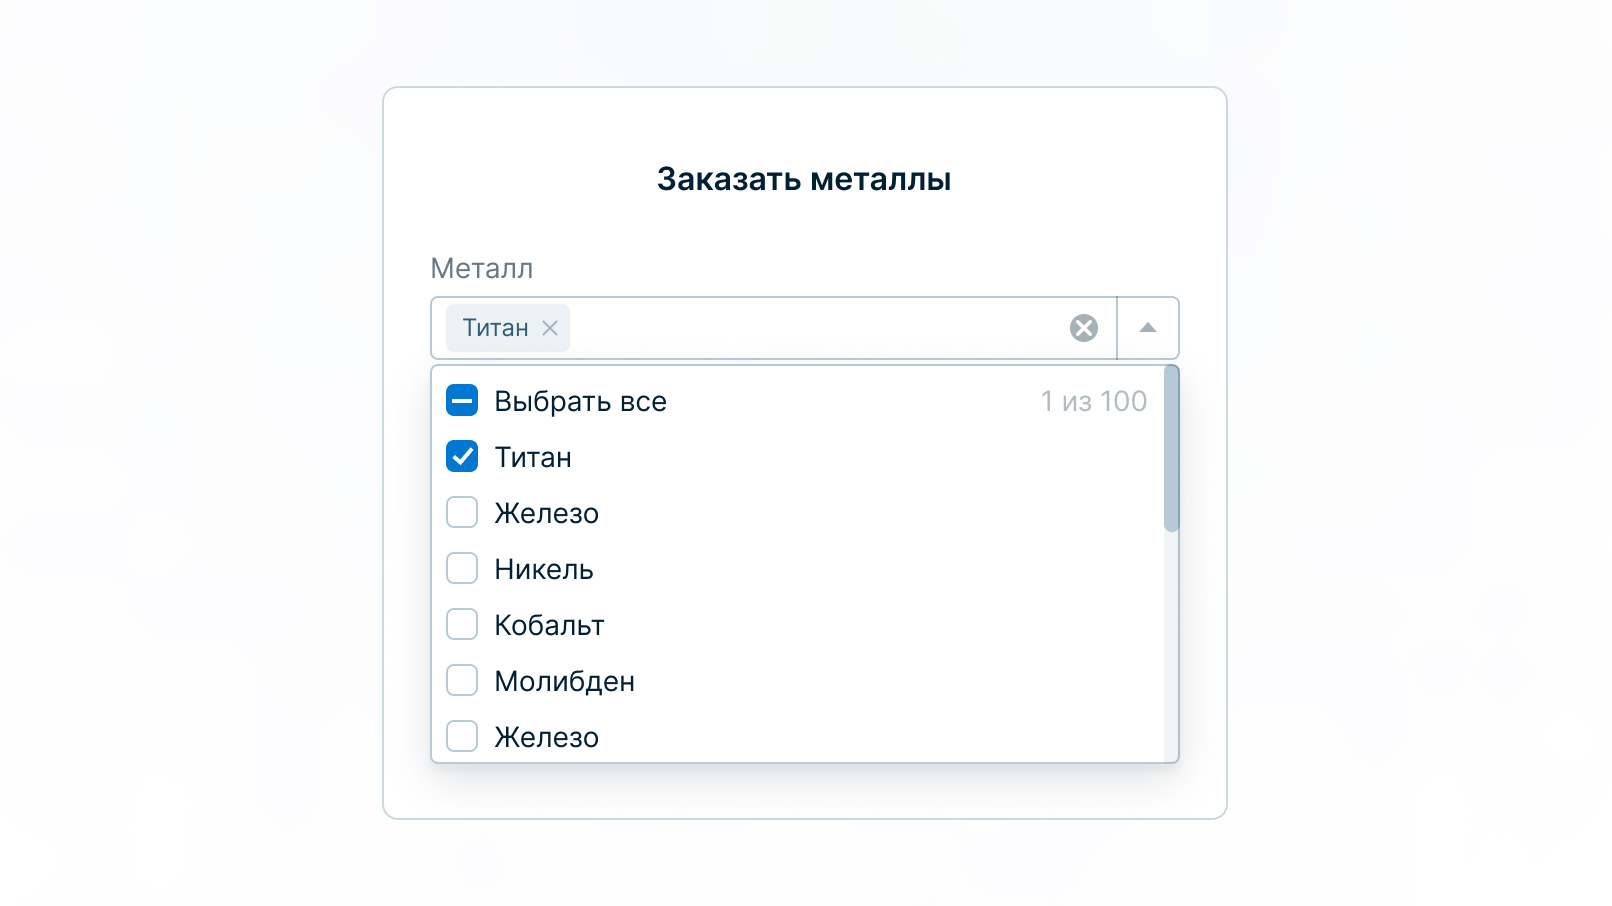 Заказать металлы
Металл
Титан
Выбрать все 1 из 100
Титан
Железо
Никель
Кобальт
Молибден
Железо